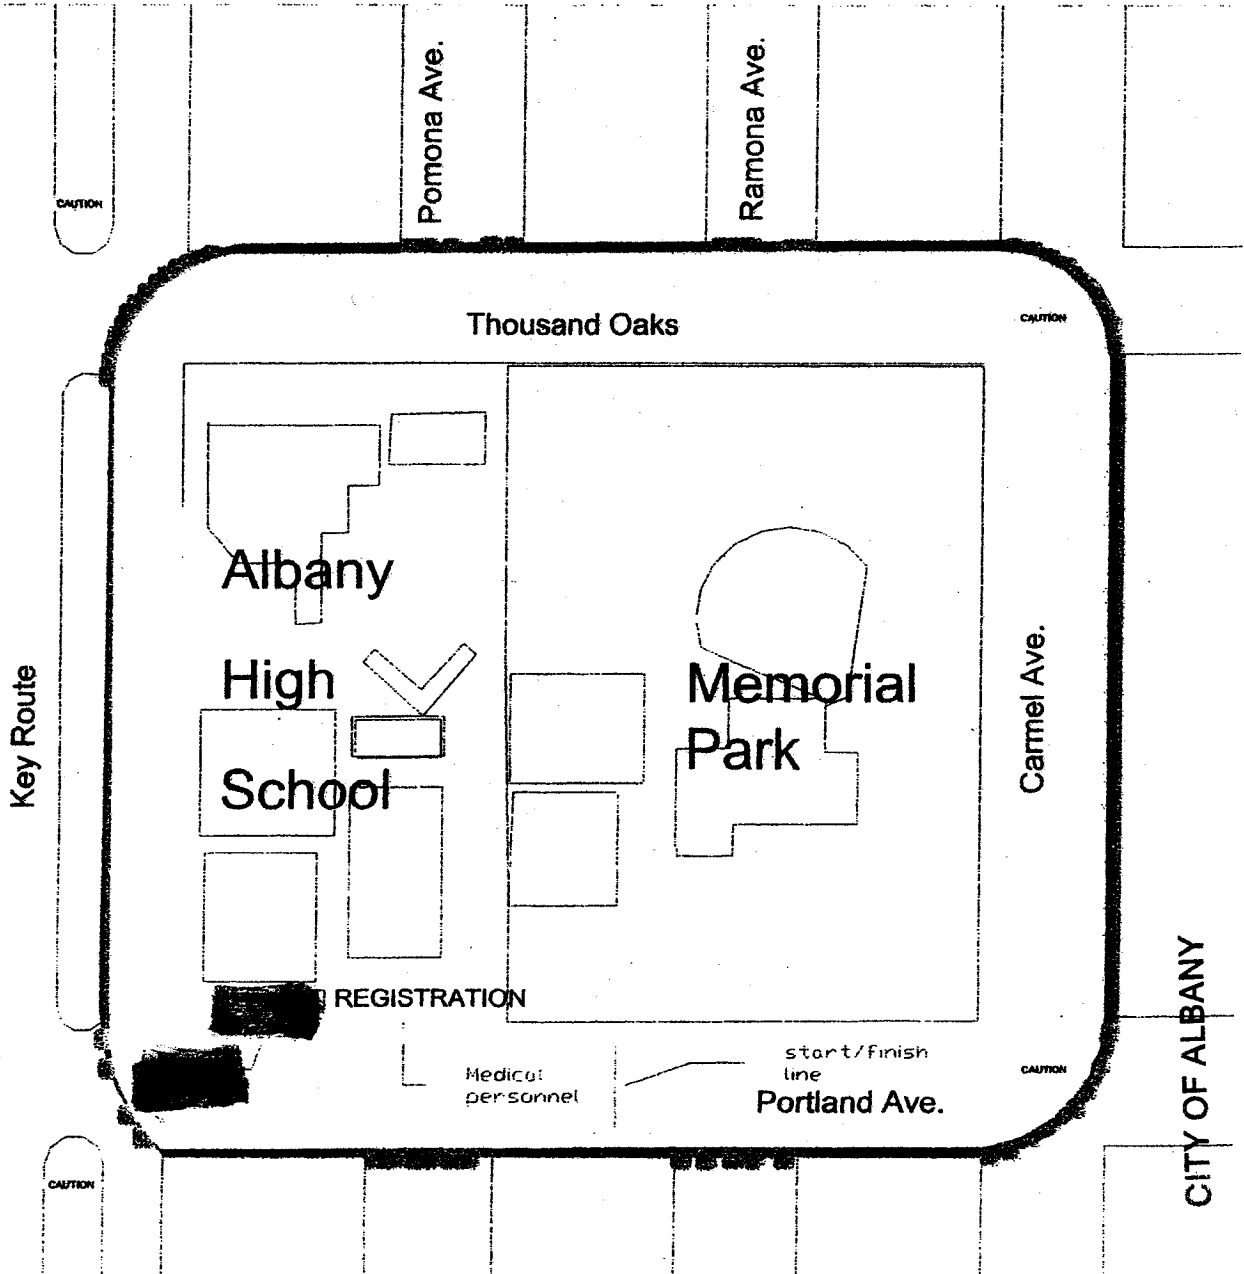 Pomona Ave.
Ramona Ave.
CAUTION
Thousand Oaks
CAUTION
Albany
High
School
Memorial
Park
Key Route
Carmel Ave.
REGISTRATION
Medical
personnel
start/finish
line
CAUTION
Portland Ave.
CITY OF ALBANY
CAUTION